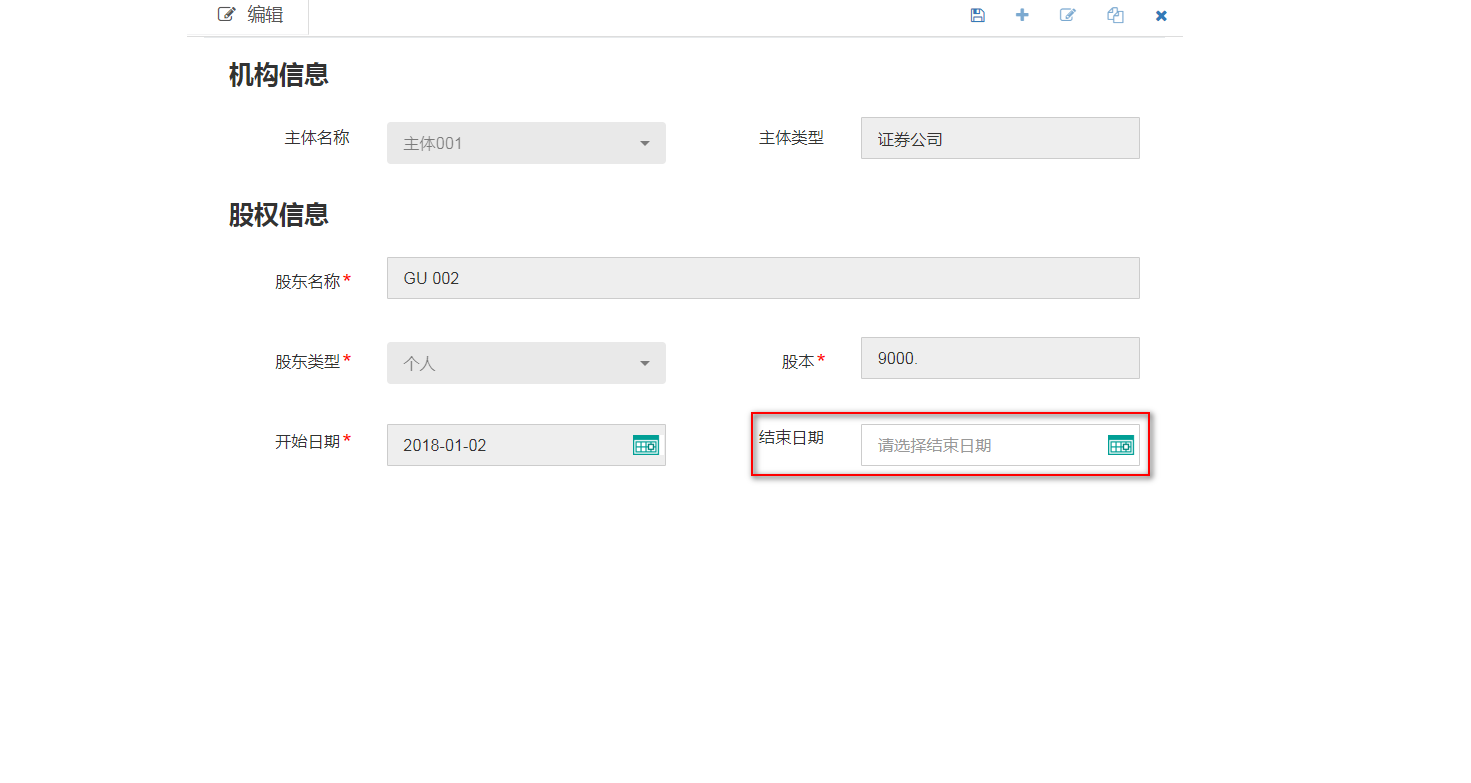 编辑
机构信息
主体名称 主体001 主体类型 证券公司
股权信息
股东名称* GU 002
股东类型* 个人 股本* 9000.
开始日期* 2018-01-02 结束日期 请选择结束日期